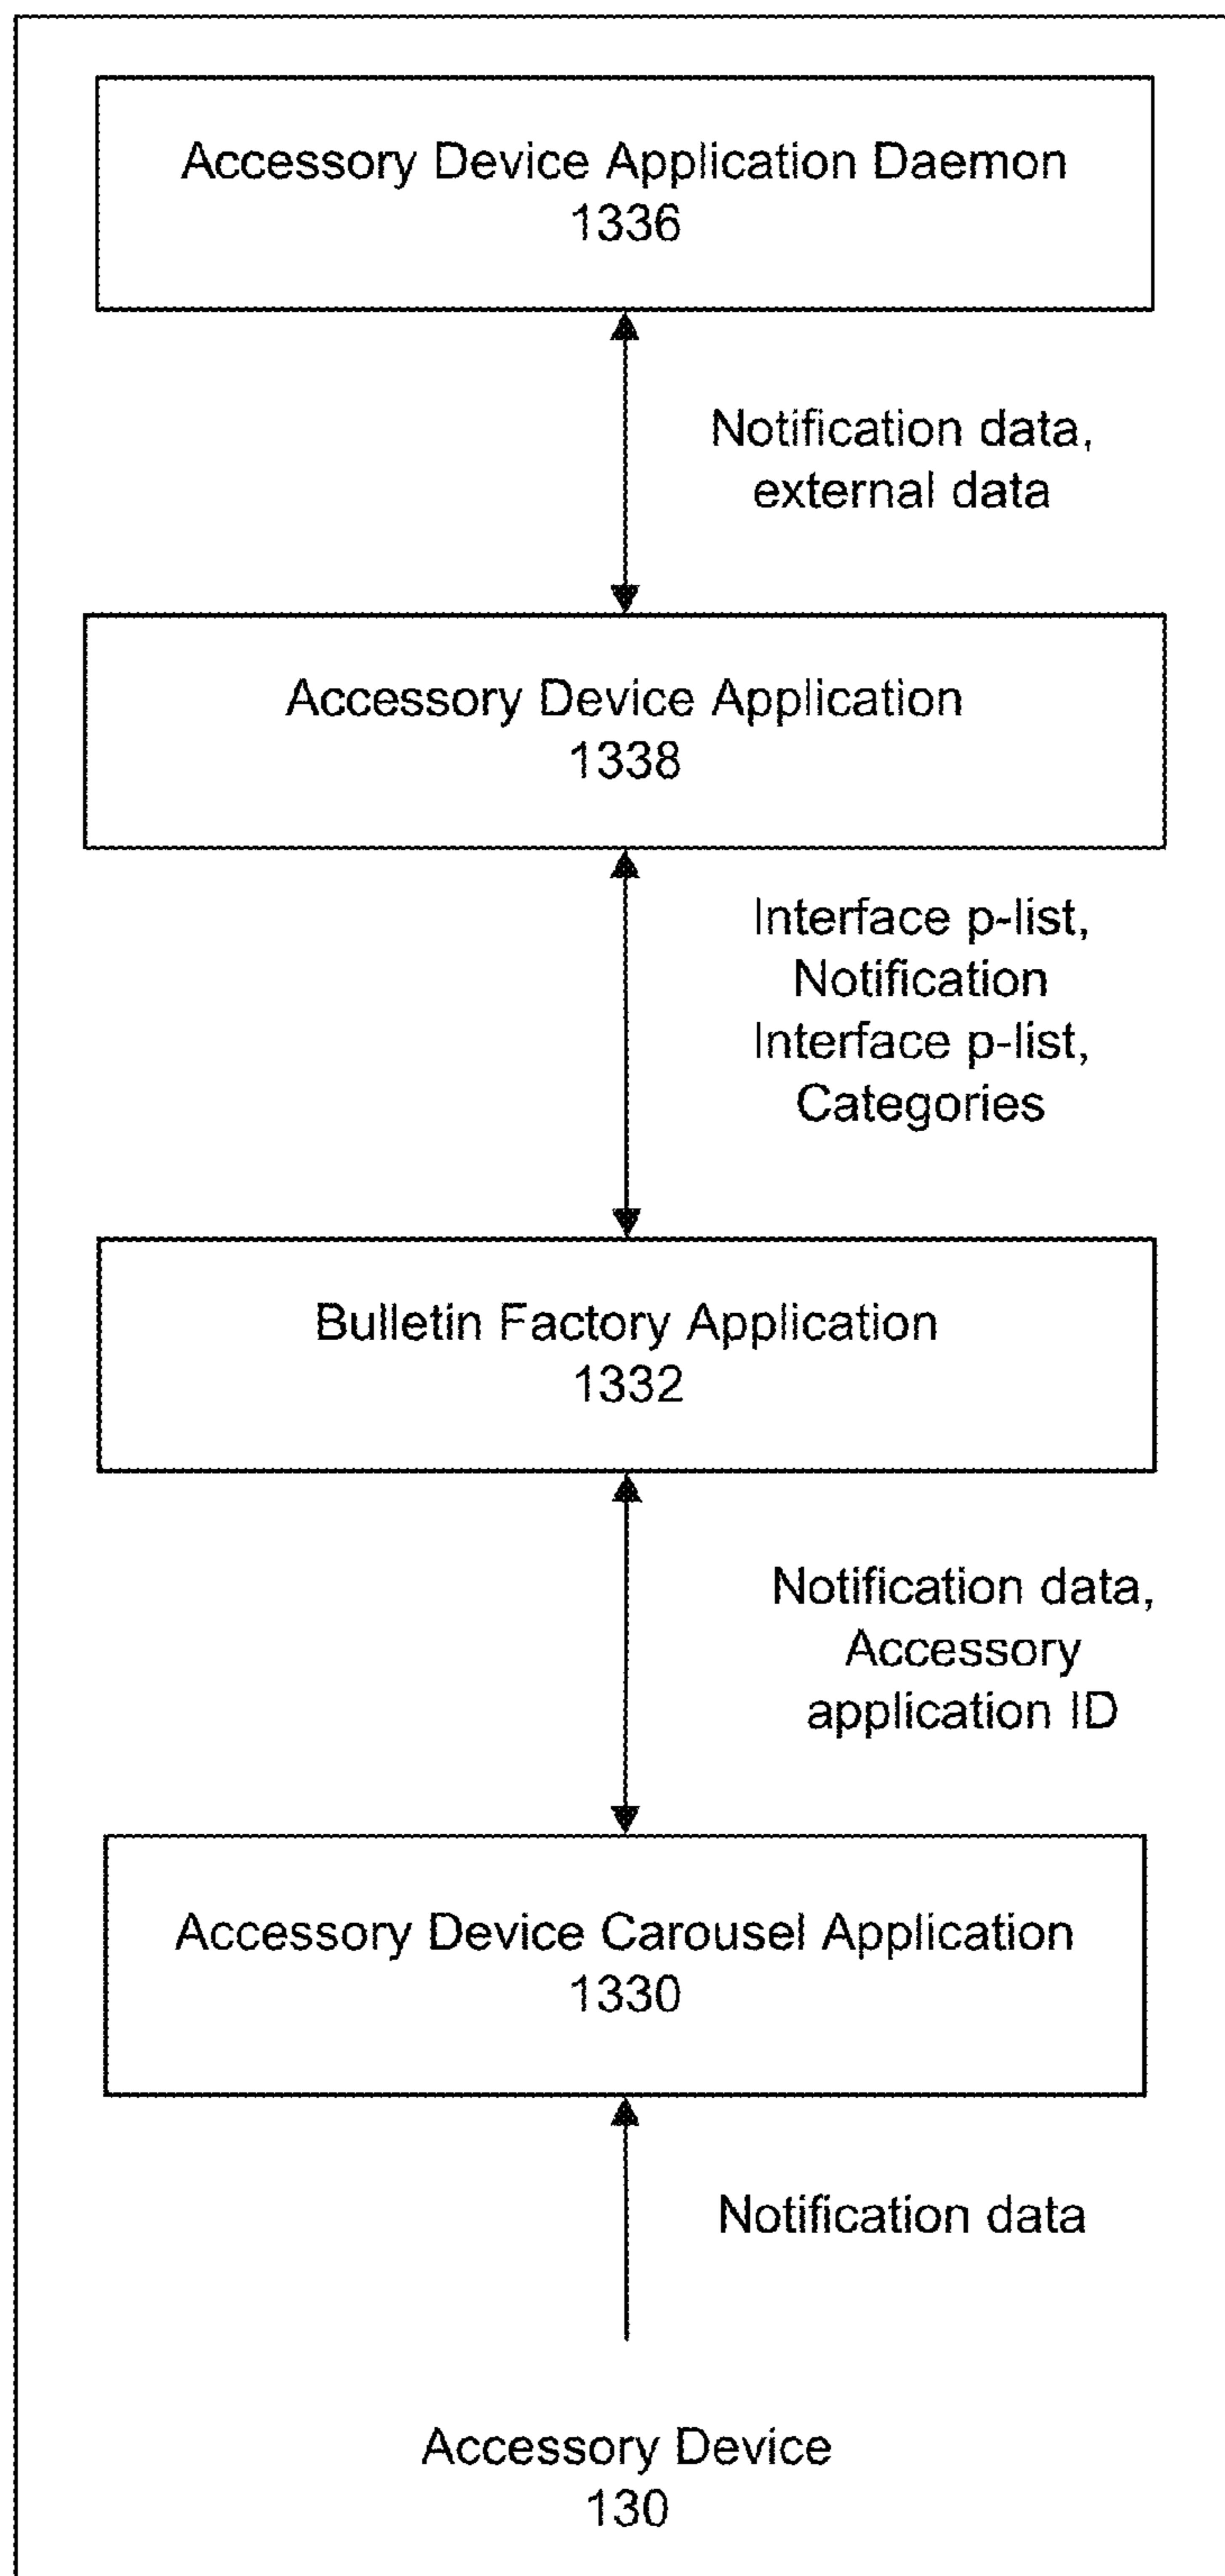 Accessory Device Application Daemon
1336
Notification data,
external data
Accessory Device Application
1338
Interface p-list,
Notification
Interface p-list,
Categories
Bulletin Factory Application
1332
Notification data,
Accessory
application ID
Accessory Device Carousel Application
1330
Notification data
Accessory Device
130